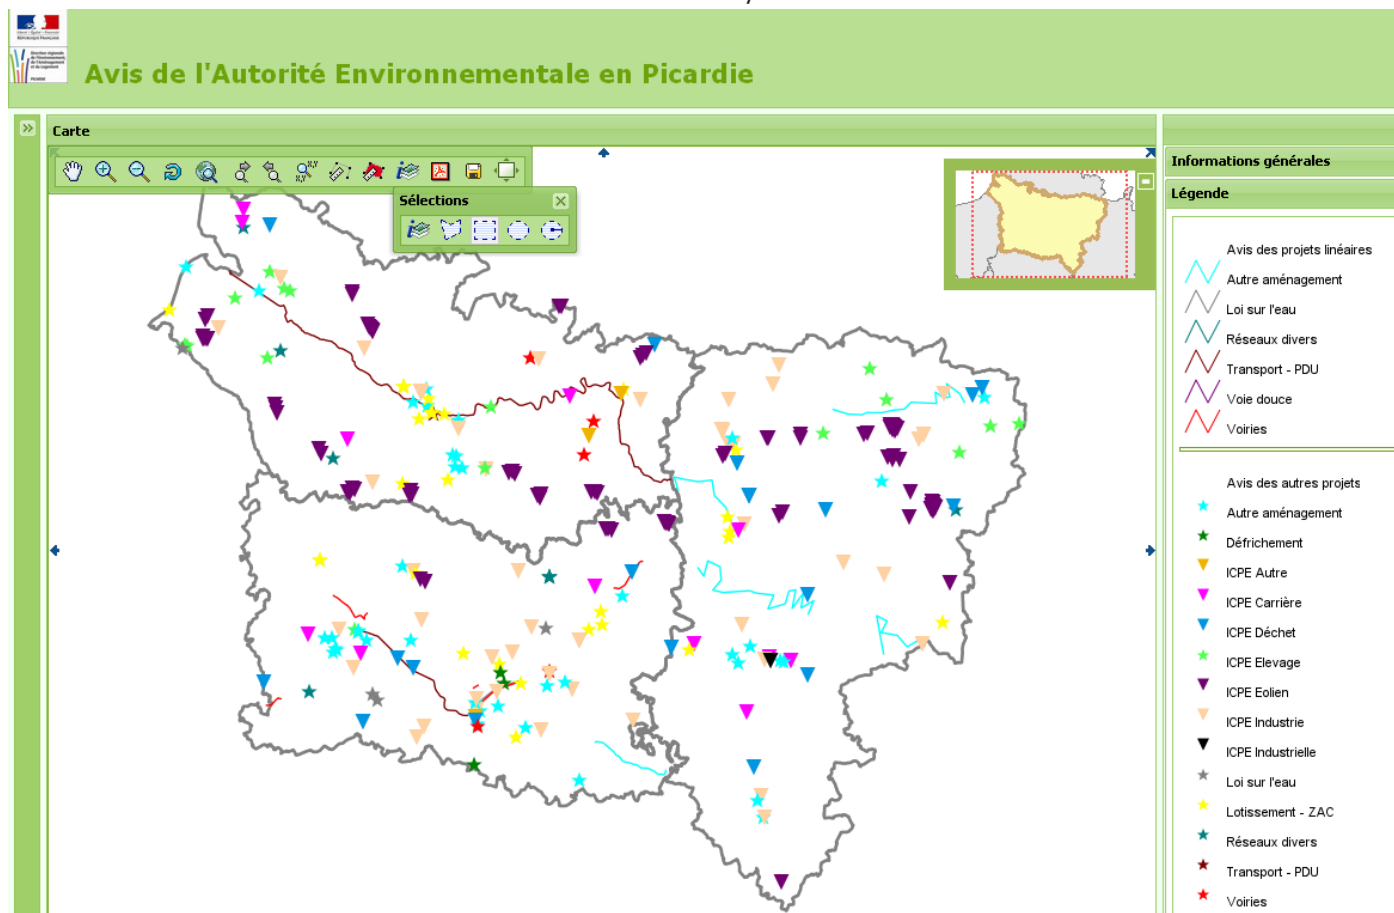 RÉPUBLIQUE FRANÇAISE
PICARDIE
Avis de l'Autorité Environnementale en Picardie
Carte
Sélections
Informations générales
Légende
Avis des projets linéaires
Autre aménagement
Loi sur l'eau
Réseaux divers
Transport - PDU
Voie douce
Voiries
Avis des autres projets
Autre aménagement
Défrichement
ICPE Autre
ICPE Carrière
ICPE Déchet
ICPE Elevage
ICPE Eolien
ICPE Industrie
ICPE Industrielle
Loi sur l'eau
Lotissement - ZAC
Réseaux divers
Transport - PDU
Voiries